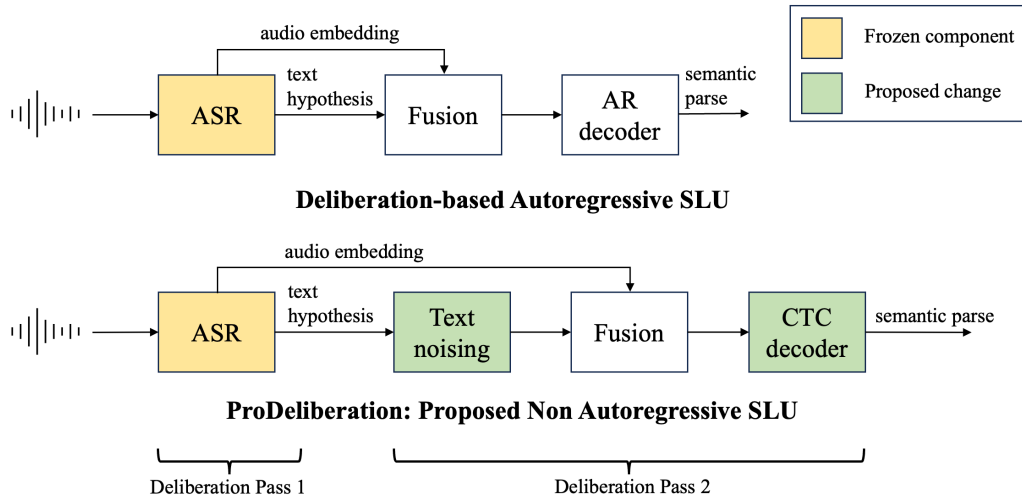 audio embedding
text
hypothesis
ASR
Fusion
AR
decoder
semantic
parse
Frozen component
Proposed change
Deliberation-based Autoregressive SLU
audio embedding
text
hypothesis
ASR
Text
noising
Fusion
CTC
decoder
semantic parse
ProDeliberation: Proposed Non Autoregressive SLU
Deliberation Pass 1
Deliberation Pass 2